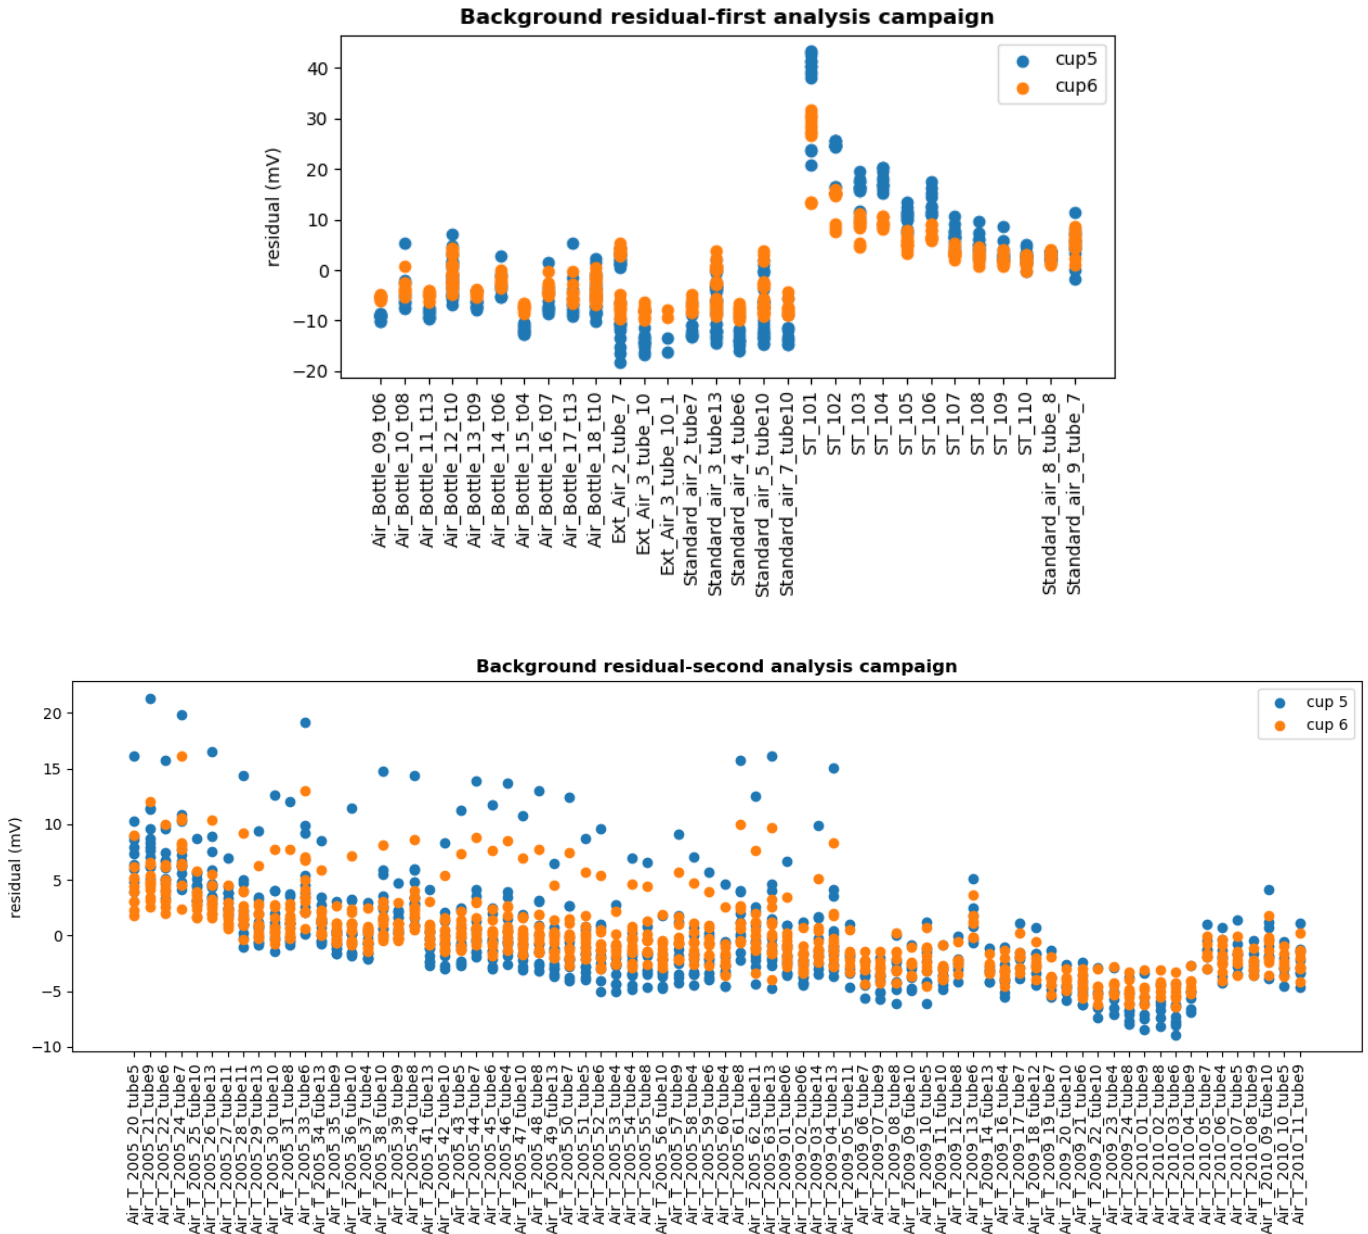 Background residual-first analysis campaign
residual (mV)
40
30
20
10
0
−10
−20
cup5
cup6
Air_Bottle_09_t06
Air_Bottle_10_t08
Air_Bottle_11_t13
Air_Bottle_12_t10
Air_Bottle_13_t09
Air_Bottle_14_t06
Air_Bottle_15_t04
Air_Bottle_16_t07
Air_Bottle_17_t13
Air_Bottle_18_t10
Ext_Air_2_tube_7
Ext_Air_3_tube_10
Ext_Air_3_tube_10_1
Standard_air_2_tube7
Standard_air_3_tube13
Standard_air_4_tube6
Standard_air_5_tube10
Standard_air_7_tube10
ST_101
ST_102
ST_103
ST_104
ST_105
ST_106
ST_107
ST_108
ST_109
ST_110
Standard_air_8_tube_8
Standard_air_9_tube_7
Background residual-second analysis campaign
residual (mV)
20
15
10
5
0
−5
−10
cup 5
cup 6
Air_T_2005_20_tube5
Air_T_2005_21_tube9
Air_T_2005_22_tube6
Air_T_2005_24_tube7
Air_T_2005_25_tube10
Air_T_2005_26_tube13
Air_T_2005_27_tube11
Air_T_2005_28_tube11
Air_T_2005_29_tube13
Air_T_2005_30_tube10
Air_T_2005_31_tube8
Air_T_2005_33_tube6
Air_T_2005_34_tube13
Air_T_2005_35_tube9
Air_T_2005_36_tube10
Air_T_2005_37_tube4
Air_T_2005_38_tube10
Air_T_2005_39_tube9
Air_T_2005_40_tube8
Air_T_2005_41_tube13
Air_T_2005_42_tube10
Air_T_2005_43_tube5
Air_T_2005_44_tube7
Air_T_2005_45_tube6
Air_T_2005_46_tube4
Air_T_2005_47_tube10
Air_T_2005_48_tube8
Air_T_2005_49_tube13
Air_T_2005_50_tube7
Air_T_2005_51_tube5
Air_T_2005_52_tube6
Air_T_2005_53_tube4
Air_T_2005_54_tube4
Air_T_2005_55_tube8
Air_T_2005_56_tube10
Air_T_2005_57_tube9
Air_T_2005_58_tube4
Air_T_2005_59_tube6
Air_T_2005_60_tube4
Air_T_2005_61_tube8
Air_T_2005_62_tube11
Air_T_2005_63_tube13
Air_T_2009_01_tube06
Air_T_2009_02_tube06
Air_T_2009_03_tube14
Air_T_2009_04_tube13
Air_T_2009_05_tube11
Air_T_2009_06_tube7
Air_T_2009_07_tube9
Air_T_2009_08_tube8
Air_T_2009_09_tube10
Air_T_2009_10_tube5
Air_T_2009_11_tube10
Air_T_2009_12_tube8
Air_T_2009_13_tube6
Air_T_2009_14_tube13
Air_T_2009_16_tube4
Air_T_2009_17_tube7
Air_T_2009_18_tube12
Air_T_2009_19_tube7
Air_T_2009_20_tube10
Air_T_2009_21_tube6
Air_T_2009_22_tube10
Air_T_2009_23_tube4
Air_T_2009_24_tube8
Air_T_2010_01_tube9
Air_T_2010_02_tube8
Air_T_2010_03_tube6
Air_T_2010_04_tube9
Air_T_2010_05_tube7
Air_T_2010_06_tube4
Air_T_2010_07_tube5
Air_T_2010_08_tube9
Air_T_2010_09_tube10
Air_T_2010_10_tube5
Air_T_2010_11_tube9